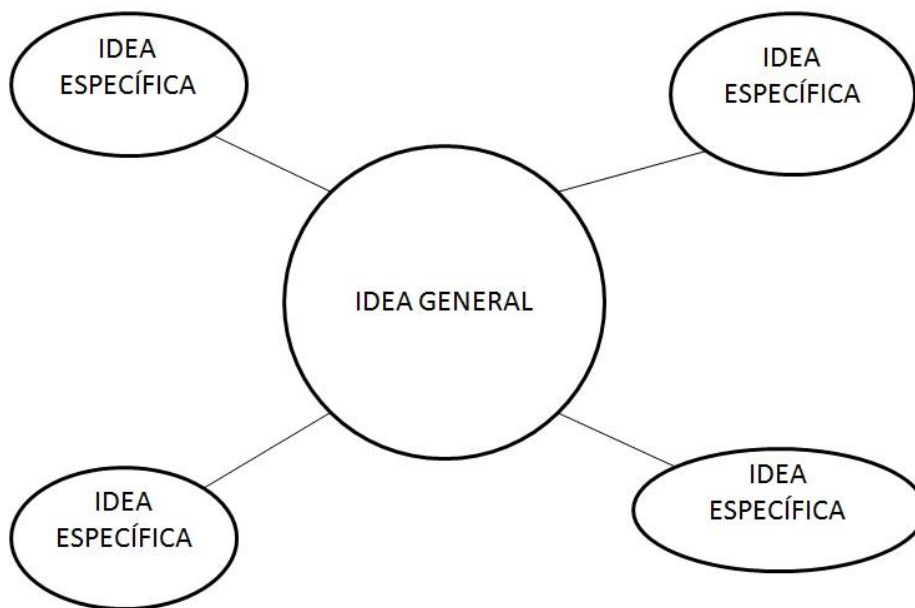 IDEA
ESPECÍFICA
IDEA
ESPECÍFICA
IDEA GENERAL
IDEA
ESPECÍFICA
IDEA
ESPECÍFICA